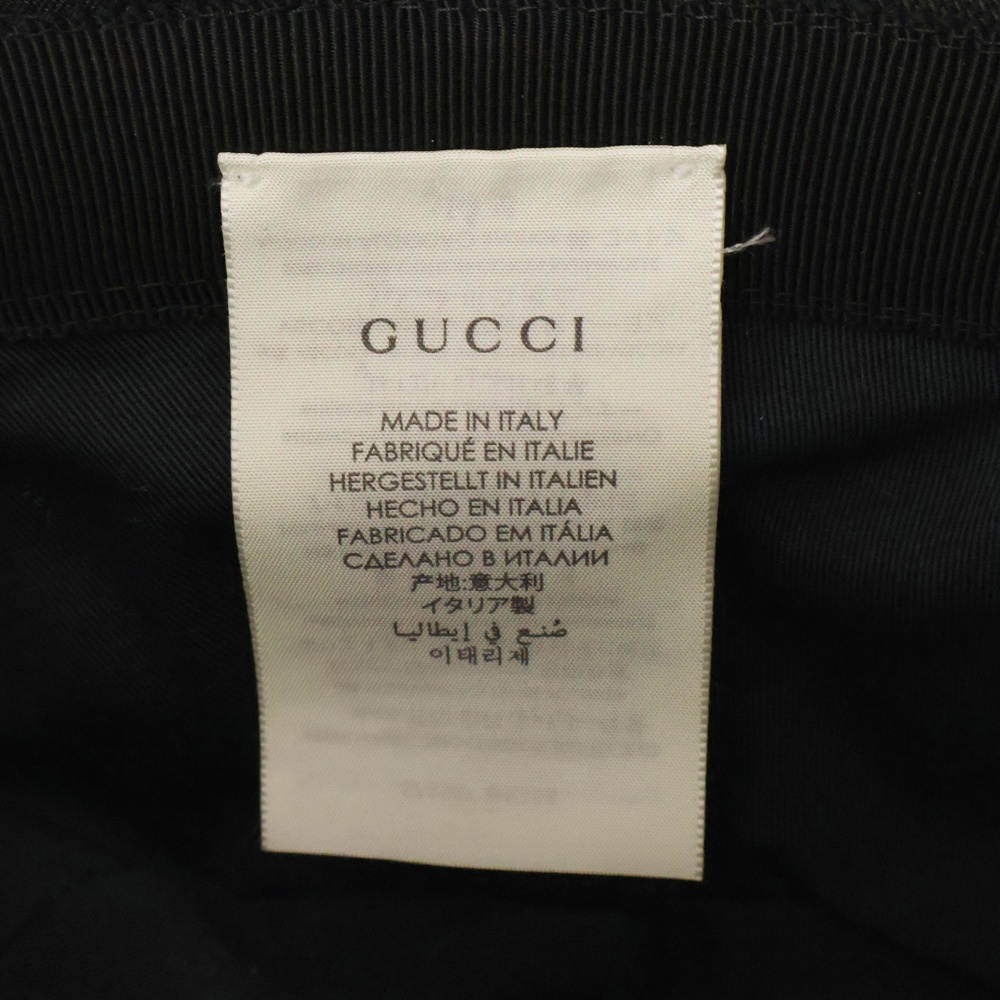 GUCCI
MADE IN ITALY
FABRIQUÉ EN ITALIE
HERGESTELLT IN ITALIEN
HECHO EN ITALIA
FABRICADO EM ITÁLIA
СДЕЛАНО В ИТАЛИИ
产地:意大利
イタリア製
صُنع في إيطاليا
이태리제